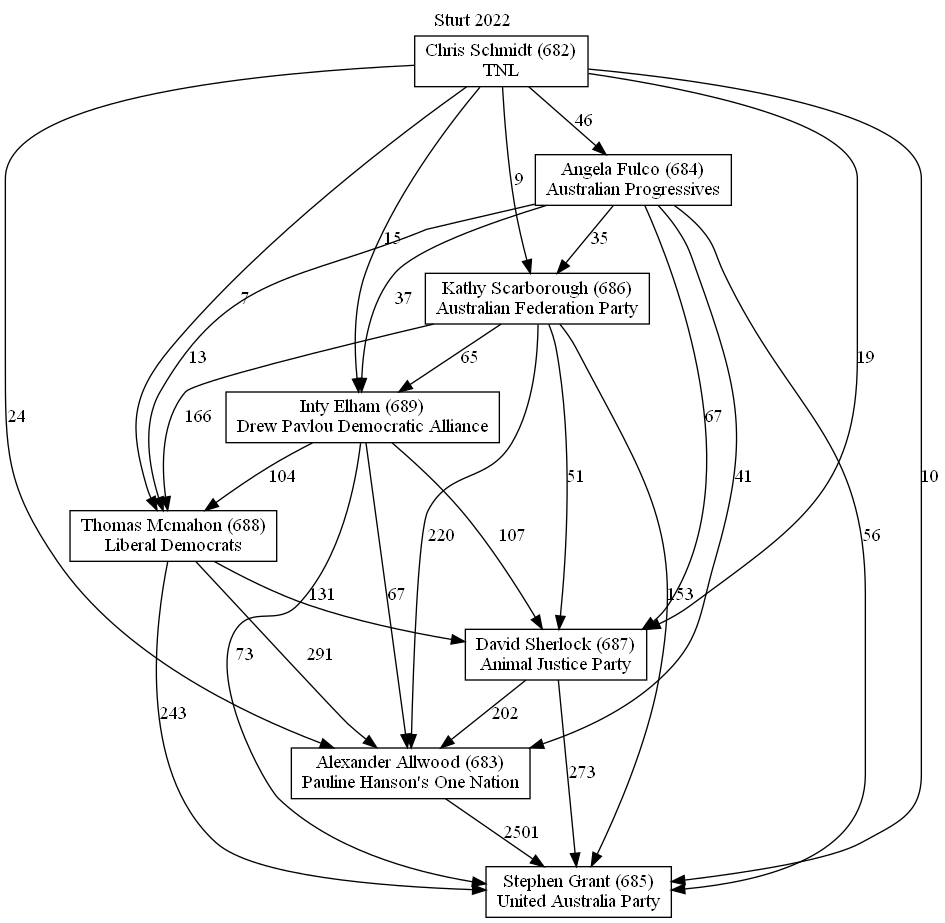 Sturt 2022
Chris Schmidt (682)
TNL
46
Angela Fulco (684)
Australian Progressives
9
15
35
Kathy Scarborough (686)
Australian Federation Party
7
37
13
65
19
166
Inty Elham (689)
Drew Pavlou Democratic Alliance
24
67
104
51
41
10
Thomas Mcmahon (688)
Liberal Democrats
220
107
56
131
67
153
David Sherlock (687)
Animal Justice Party
73
291
243
202
Alexander Allwood (683)
Pauline Hanson's One Nation
273
2501
Stephen Grant (685)
United Australia Party